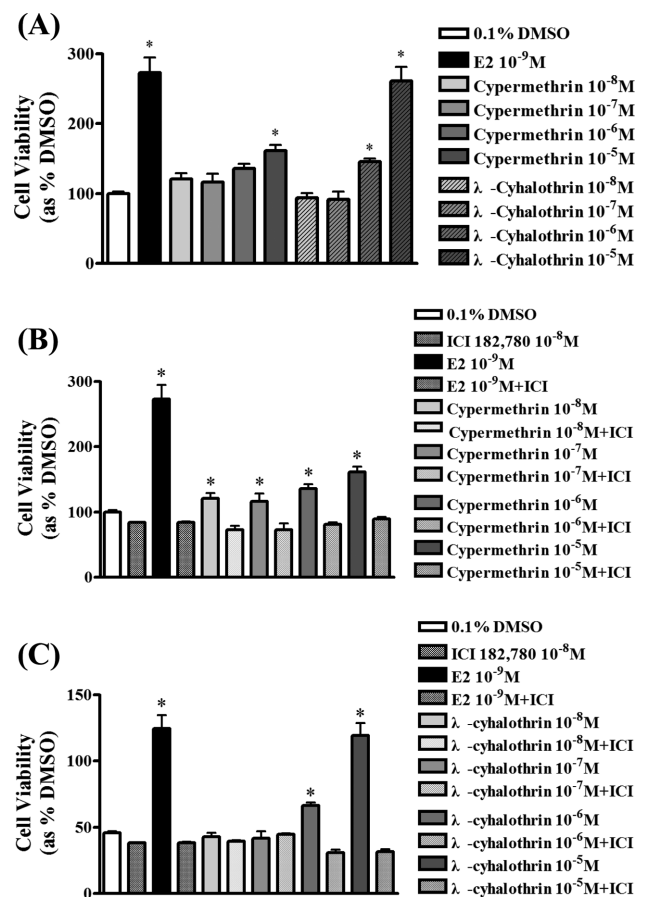 (A)
Cell Viability
(as % DMSO)
300
200
100
0
*
*
*
*
0.1% DMSO
E2 10⁻⁹M
Cypermethrin 10⁻⁸M
Cypermethrin 10⁻⁷M
Cypermethrin 10⁻⁶M
Cypermethrin 10⁻⁵M
λ -Cyhalothrin 10⁻⁸M
λ -Cyhalothrin 10⁻⁷M
λ -Cyhalothrin 10⁻⁶M
λ -Cyhalothrin 10⁻⁵M
(B)
Cell Viability
(as % DMSO)
300
200
100
0
*
*
*
*
*
0.1% DMSO
ICI 182,780 10⁻⁸M
E2 10⁻⁹M
E2 10⁻⁹M+ICI
Cypermethrin 10⁻⁸M
Cypermethrin 10⁻⁸M+ICI
Cypermethrin 10⁻⁷M
Cypermethrin 10⁻⁷M+ICI
Cypermethrin 10⁻⁶M
Cypermethrin 10⁻⁶M+ICI
Cypermethrin 10⁻⁵M
Cypermethrin 10⁻⁵M+ICI
(C)
Cell Viability
(as % DMSO)
150
100
50
0
*
*
*
0.1% DMSO
ICI 182,780 10⁻⁸M
E2 10⁻⁹M
E2 10⁻⁹M+ICI
λ -cyhalothrin 10⁻⁸M
λ -cyhalothrin 10⁻⁸M+ICI
λ -cyhalothrin 10⁻⁷M
λ -cyhalothrin 10⁻⁷M+ICI
λ -cyhalothrin 10⁻⁶M
λ -cyhalothrin 10⁻⁶M+ICI
λ -cyhalothrin 10⁻⁵M
λ -cyhalothrin 10⁻⁵M+ICI